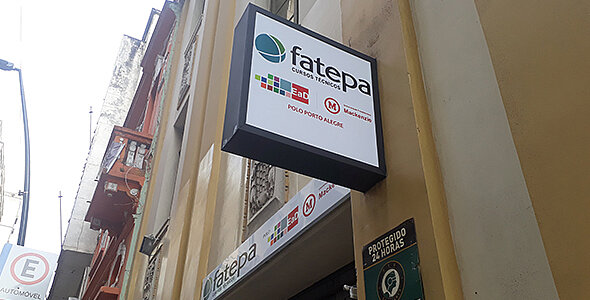 fatepa
CURSOS TÉCNICOS
EaD
M
Mackenzie
POLO PORTO ALEGRE
fatepa
EaD
M
PROTEGIDO
24 HORAS
E
AUTOMÓVEL